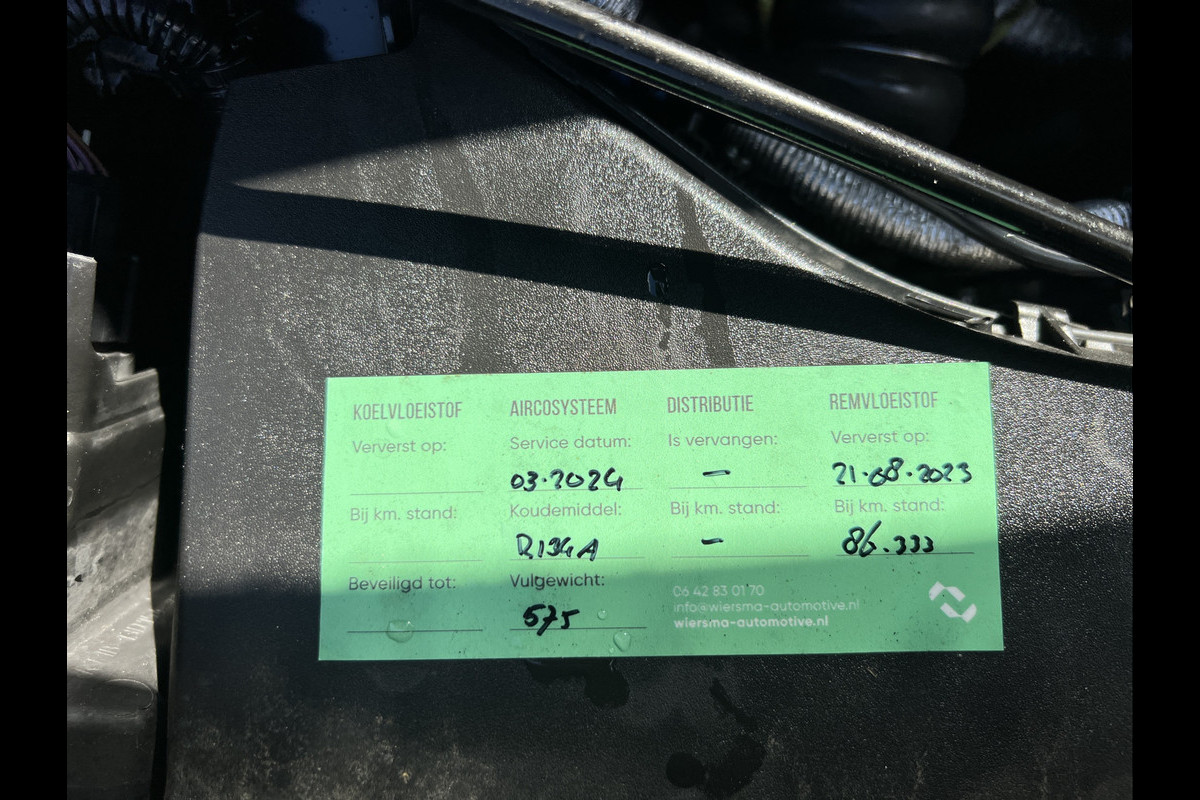 KOELVLOEISTOF
Ververst op:
Bij km. stand:
Beveiligd tot:
AIRCOSYSTEEM
Service datum:
03.2024
Koudemiddel:
R134A
Vulgewicht:
575
DISTRIBUTIE
Is vervangen:
—
Bij km. stand:
—
REMVLOEISTOF
Ververst op:
21.08.2023
Bij km. stand:
86.333
06 42 83 01 70
info@wiersma-automotive.nl
wiersma-automotive.nl